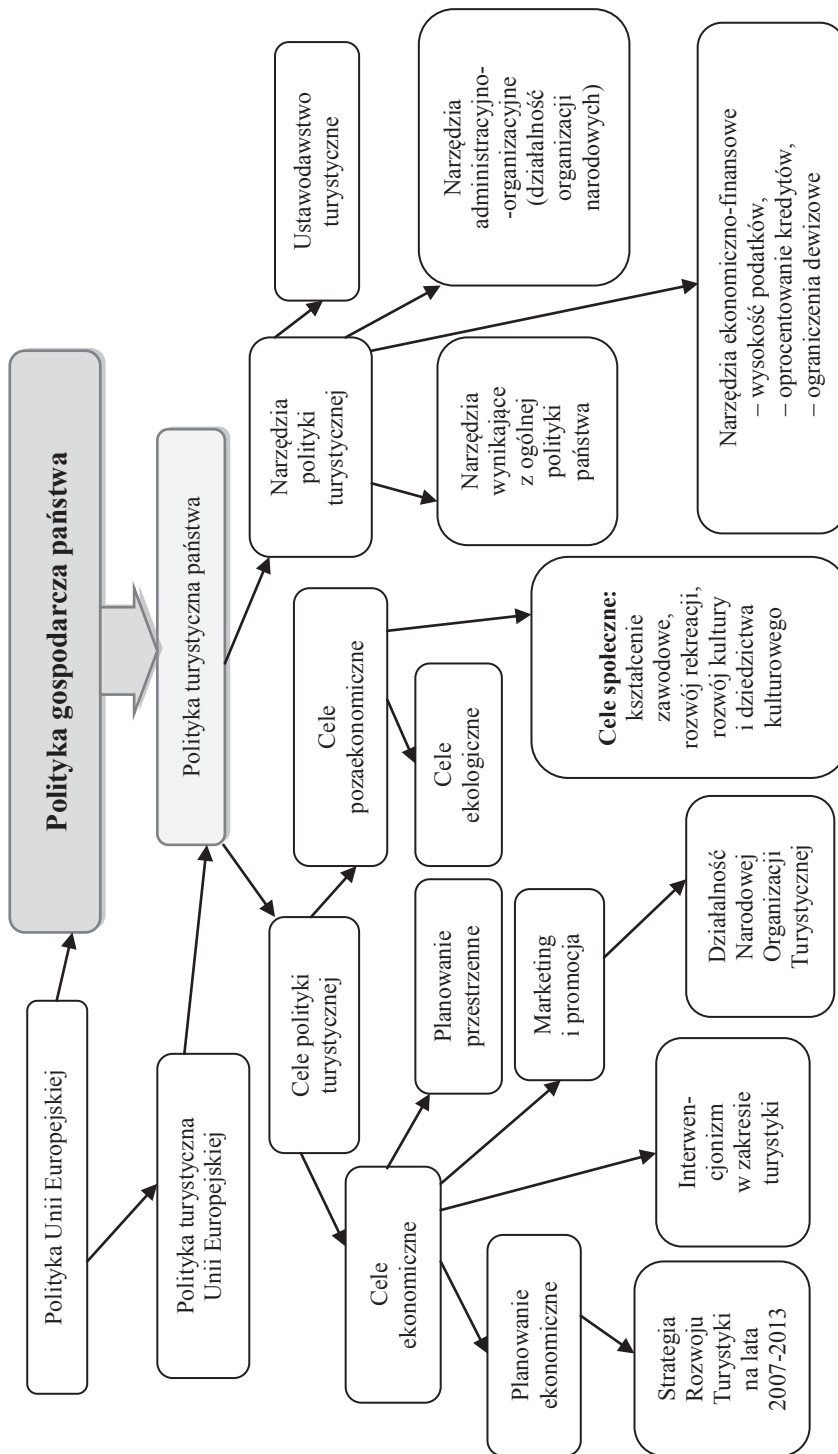 Polityka gospodarcza państwa
Polityka Unii Europejskiej
Polityka turystyczna
Unii Europejskiej
Polityka turystyczna państwa
Cele polityki
turystycznej
Narzędzia
polityki
turystycznej
Ustawodawstwo
turystyczne
Cele
ekonomiczne
Cele
pozaekonomiczne
Planowanie
przestrzenne
Cele
ekologiczne
Narzędzia
wynikające
z ogólnej
polityki
państwa
Narzędzia
administracyjno-
-organizacyjne
(działalność
organizacji
narodowych)
Planowanie
ekonomiczne
Marketing
i promocja
Cele społeczne:
kształcenie
zawodowe,
rozwój rekreacji,
rozwój kultury
i dziedzictwa
kulturowego
Strategia
Rozwoju
Turystyki
na lata
2007-2013
Interwen-
cjonizm
w zakresie
turystyki
Działalność
Narodowej
Organizacji
Turystycznej
Narzędzia ekonomiczno-finansowe
– wysokość podatków,
– oprocentowanie kredytów,
– ograniczenia dewizowe